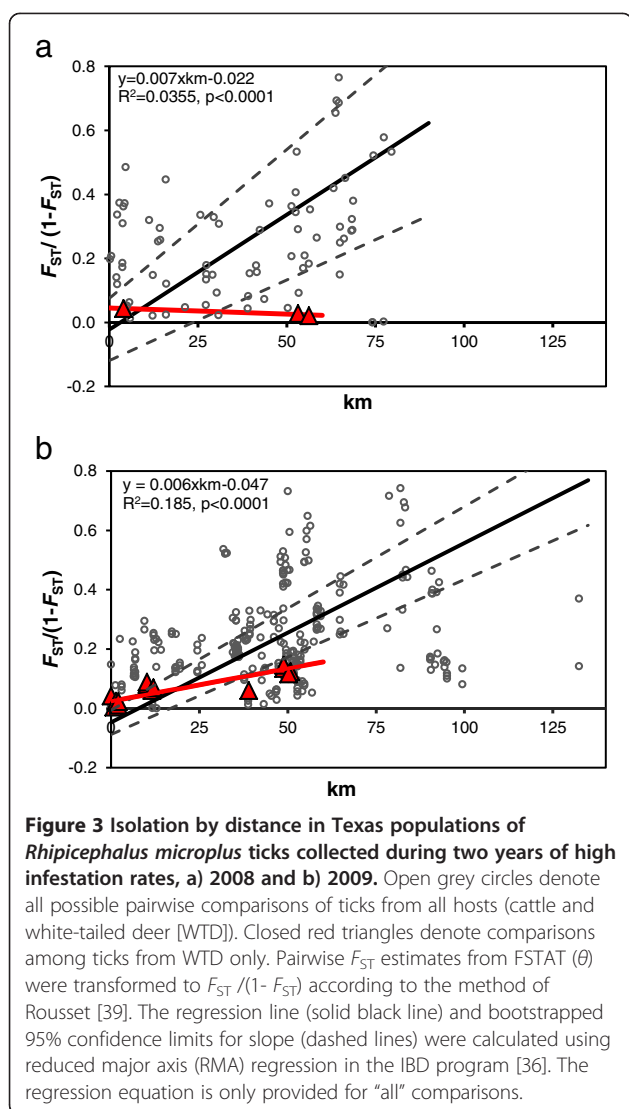 a
y=0.007xkm-0.022
R²=0.0355, p<0.0001
0.8
0.6
0.4
0.2
0.0
-0.2
F_ST/ (1-F_ST)
0
25
50
75
100
125
km
b
y = 0.006xkm-0.047
R²=0.185, p<0.0001
0.8
0.6
0.4
0.2
0.0
-0.2
F_ST/(1-F_ST)
0
25
50
75
100
125
km
Figure 3 Isolation by distance in Texas populations of
Rhipicephalus microplus ticks collected during two years of high
infestation rates, a) 2008 and b) 2009. Open grey circles denote
all possible pairwise comparisons of ticks from all hosts (cattle and
white-tailed deer [WTD]). Closed red triangles denote comparisons
among ticks from WTD only. Pairwise F_ST estimates from FSTAT (θ)
were transformed to F_ST /(1- F_ST) according to the method of
Rousset [39]. The regression line (solid black line) and bootstrapped
95% confidence limits for slope (dashed lines) were calculated using
reduced major axis (RMA) regression in the IBD program [36]. The
regression equation is only provided for “all” comparisons.